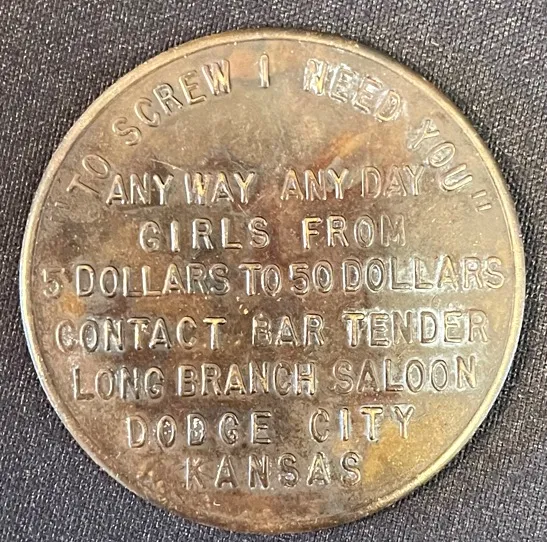 "TO SCREW I NEED YOU"
ANY WAY ANY DAY
GIRLS FROM
5 DOLLARS TO 50 DOLLARS
CONTACT BAR TENDER
LONG BRANCH SALOON
DODGE CITY
KANSAS